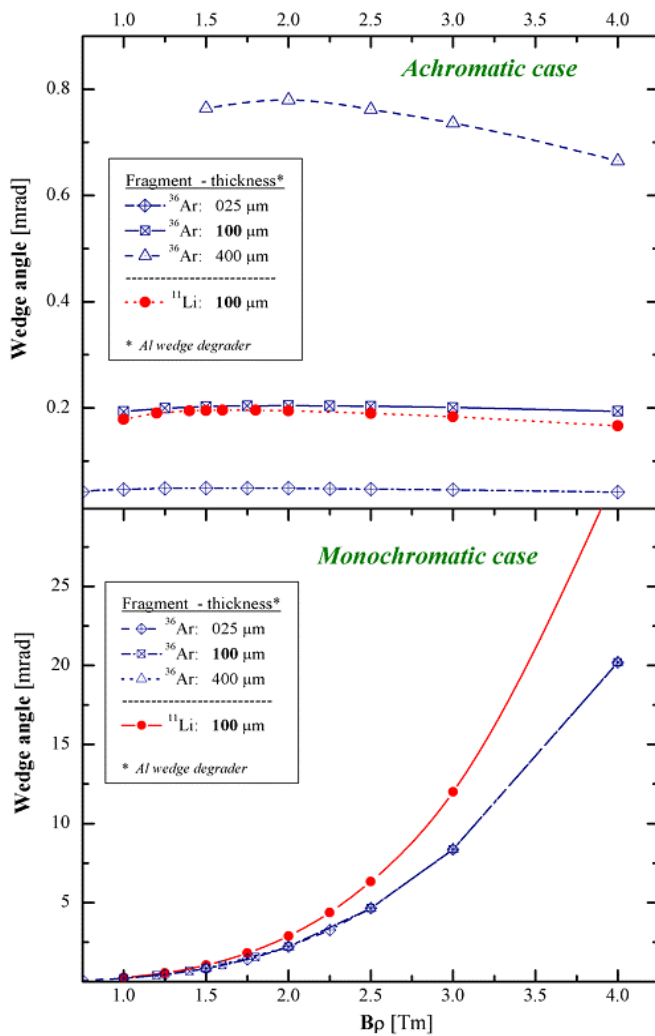 1.0 1.5 2.0 2.5 3.0 3.5 4.0
Achromatic case
0.8
0.6
0.4
0.2
Wedge angle [mrad]
Fragment - thickness*
³⁶Ar: 025 μm
³⁶Ar: 100 μm
³⁶Ar: 400 μm
¹¹Li: 100 μm
* Al wedge degrader
Monochromatic case
25
20
15
10
5
Wedge angle [mrad]
Fragment - thickness*
³⁶Ar: 025 μm
³⁶Ar: 100 μm
³⁶Ar: 400 μm
¹¹Li: 100 μm
* Al wedge degrader
1.0 1.5 2.0 2.5 3.0 3.5 4.0
Bρ [Tm]